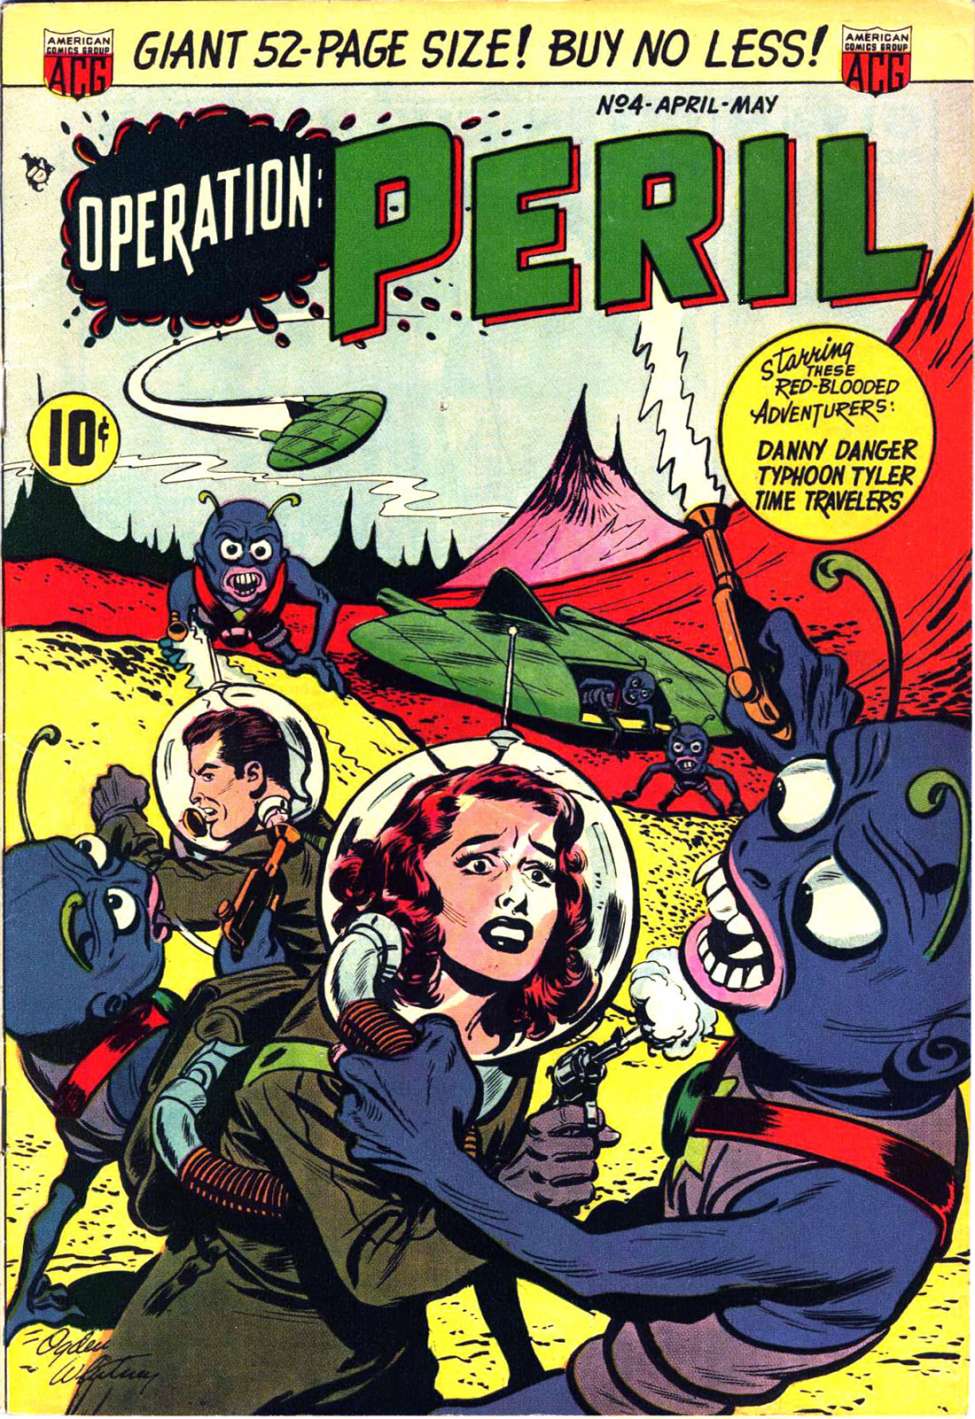 AMERICAN
COMICS GROUP
ACG
GIANT 52-PAGE SIZE! BUY NO LESS!
AMERICAN
COMICS GROUP
ACG
No4-APRIL-MAY
OPERATION:
PERIL
10¢
Starring
THESE
RED-BLOODED
ADVENTURERS:
DANNY DANGER
TYPHOON TYLER
TIME TRAVELERS
Ogden
Whitney